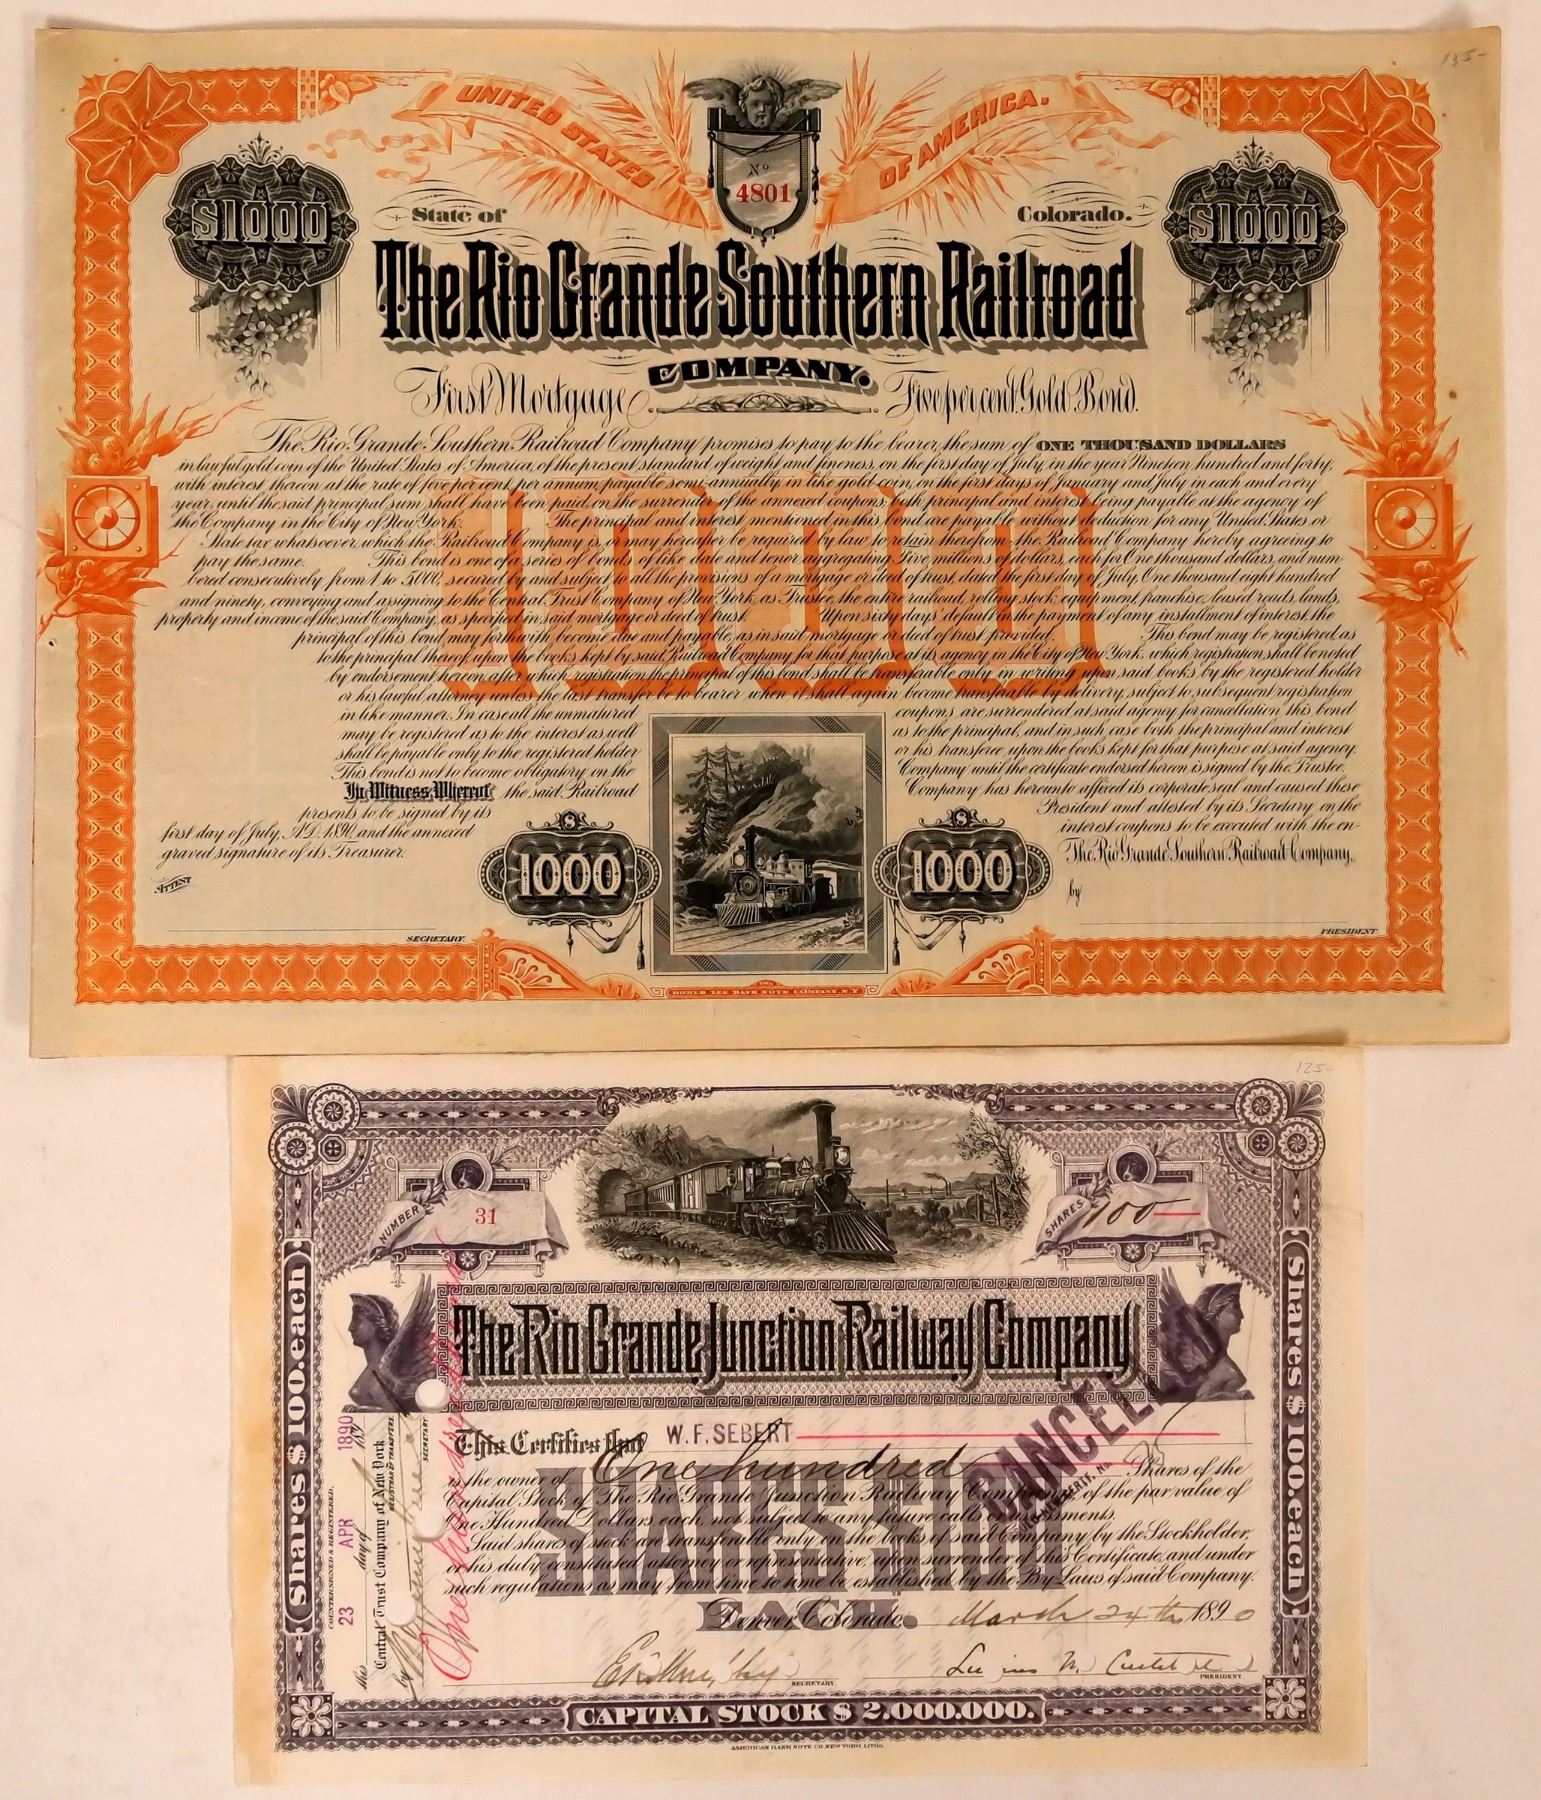 135-
UNITED STATES OF AMERICA.
No 4801
$1000 $1000
State of Colorado.
The Rio Grande Southern Railroad
COMPANY.
First Mortgage Five per cent. Gold Bond.
The Rio Grande Southern Railroad Company promises to pay to the bearer, the sum of ONE THOUSAND DOLLARS
in lawful gold coin of the United States of America, of the present standard of weight and fineness, on the first day of July, in the year Nineteen hundred and forty,
with interest thereon at the rate of five per cent. per annum, payable semi-annually, in like gold coin, on the first days of January and July in each and every
year, until the said principal sum shall have been paid, on the surrender of the annexed coupons, both principal and interest being payable at the agency of
the Company in the City of New York. The principal and interest mentioned in this bond are payable without deduction for any United States or
State tax whatsoever, which the Railroad Company is, or may hereafter be required by law to retain therefrom, the Railroad Company hereby agreeing to
pay the same. This bond is one of a series of bonds of like date and tenor aggregating Five millions of dollars, each for One thousand dollars, and num
bered consecutively from 1 to 5000, secured by and subject to all the provisions of a mortgage or deed of trust, dated the first day of July, One thousand eight hundred
and ninety, conveying and assigning to the Central Trust Company of New York, as Trustee, the entire railroad, rolling stock, equipment, franchise, leased roads, lands,
property and income of the said Company, as specified in said mortgage or deed of trust. Upon sixty days' default in the payment of any installment of interest the
principal of this bond may forthwith become due and payable, as in said mortgage or deed of trust provided. This bond may be registered as
to the principal thereof, upon the books kept by said Railroad Company for that purpose at its agency in the City of New York, which registration shall be noted
by endorsement hereon, after which registration the principal of this bond shall be transferable only in writing upon said books by the registered holder
or his lawful attorney unless the last transfer be to bearer when it shall again become transferable by delivery, subject to subsequent registration
in like manner. In case all the unmatured coupons are surrendered at said agency for cancellation this bond
may be registered as to the interest as well as to the principal, and in such case both the principal and interest
shall be payable only to the registered holder or his transferee upon the books kept for that purpose at said agency.
This bond is not to become obligatory on the Company until the certificate endorsed hereon is signed by the Trustee.
In Witness Whereof, the said Railroad Company has hereunto affixed its corporate seal and caused these
presents to be signed by its President and attested by its Secretary on the
first day of July, A.D. 1890, and the annexed interest coupons to be executed with the en-
graved signature of its Treasurer. The Rio Grande Southern Railroad Company,
ATTEST by
1000 1000
SECRETARY. PRESIDENT
THE
HOMER LEE BANK NOTE COMPANY, N.Y.
125-
NUMBER 31
SHARES 100
The Rio Grande Junction Railway Company
Shares $100. each
Shares $100. each
This Certifies that W.F. SEBERT
One hundred Shares of the
is the owner of
Capital Stock of The Rio Grande Junction Railway Company, of the par value of
One Hundred Dollars each, not subject to any future calls or assessments.
Said shares of stock are transferable only on the books of said Company by the Stockholder,
or his duly constituted attorney or representative, upon surrender of this Certificate, and under
such regulations as may from time to time be established by the By Laws of said Company.
SHARES $100
EACH.
CANCELLED
Denver Colorado. March 24th 1890
SECRETARY.
PRESIDENT.
COUNTERSIGNED & REGISTERED.
this 23 day of APR 1890
Central Trust Company of New York
REGISTRAR OF TRANSFERS
by SECRETARY
One hundred
CAPITAL STOCK $2,000,000.
AMERICAN BANK NOTE CO. NEW YORK LITHO.